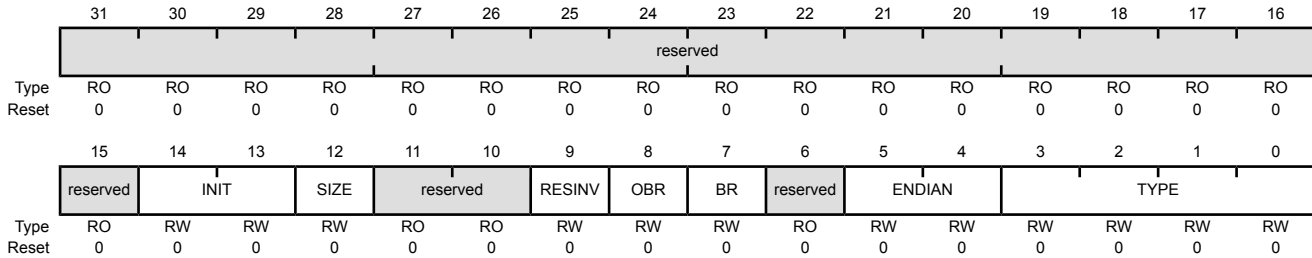 31 30 29 28 27 26 25 24 23 22 21 20 19 18 17 16
reserved
Type RO RO RO RO RO RO RO RO RO RO RO RO RO RO RO RO
Reset 0 0 0 0 0 0 0 0 0 0 0 0 0 0 0 0
15 14 13 12 11 10 9 8 7 6 5 4 3 2 1 0
reserved INIT SIZE reserved RESINV OBR BR reserved ENDIAN TYPE
Type RO RW RW RW RO RO RW RW RW RO RW RW RW RW RW RW
Reset 0 0 0 0 0 0 0 0 0 0 0 0 0 0 0 0